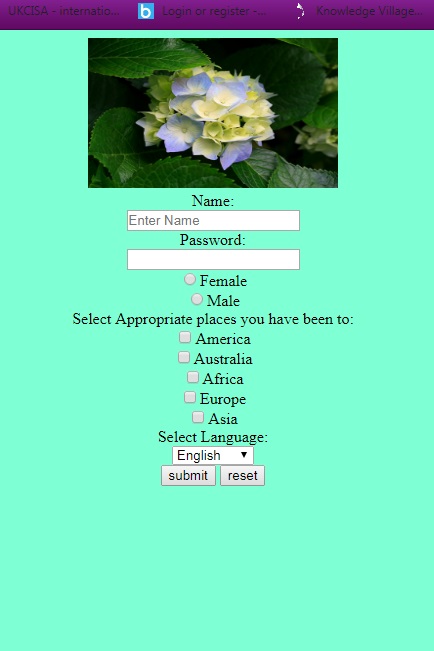 UKCISA - internatio...
b Login or register -...
Knowledge Village...
Name:
Enter Name
Password:
Female
Male
Select Appropriate places you have been to:
America
Australia
Africa
Europe
Asia
Select Language:
English
submit reset